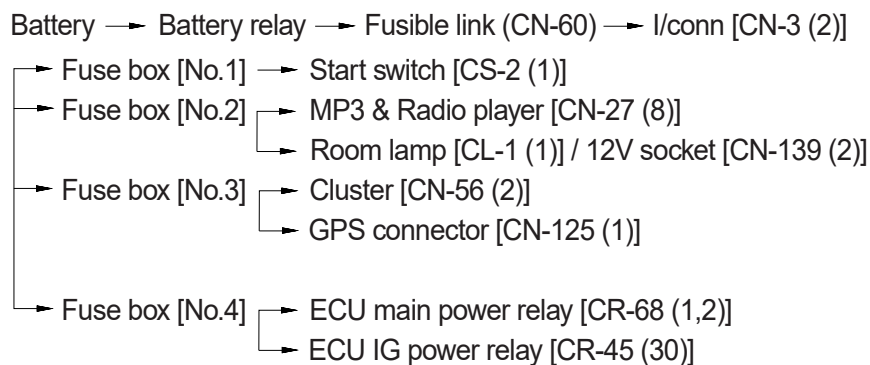 Battery → Battery relay → Fusible link (CN-60) → I/conn [CN-3 (2)]
Fuse box [No.1] → Start switch [CS-2 (1)]
Fuse box [No.2] → MP3 & Radio player [CN-27 (8)]
→ Room lamp [CL-1 (1)] / 12V socket [CN-139 (2)]
Fuse box [No.3] → Cluster [CN-56 (2)]
→ GPS connector [CN-125 (1)]
Fuse box [No.4] → ECU main power relay [CR-68 (1,2)]
→ ECU IG power relay [CR-45 (30)]